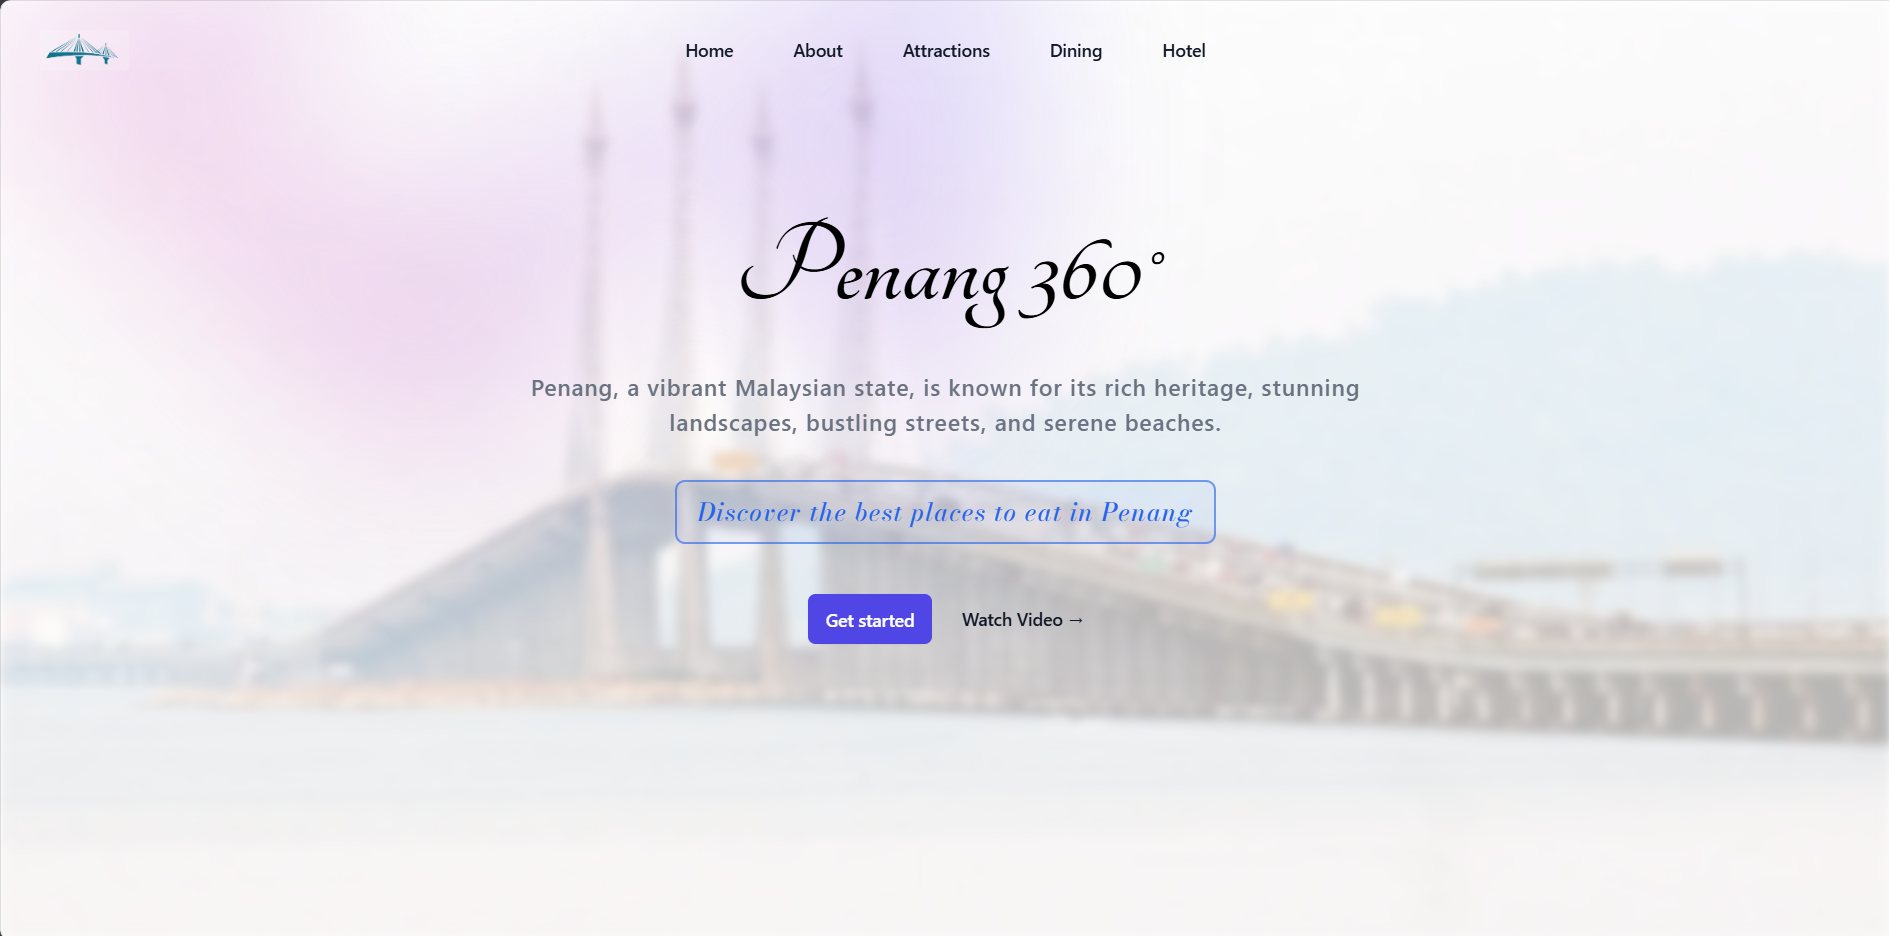 Home About Attractions Dining Hotel
Penang 360°
Penang, a vibrant Malaysian state, is known for its rich heritage, stunning
landscapes, bustling streets, and serene beaches.
Discover the best places to eat in Penang
Get started Watch Video →